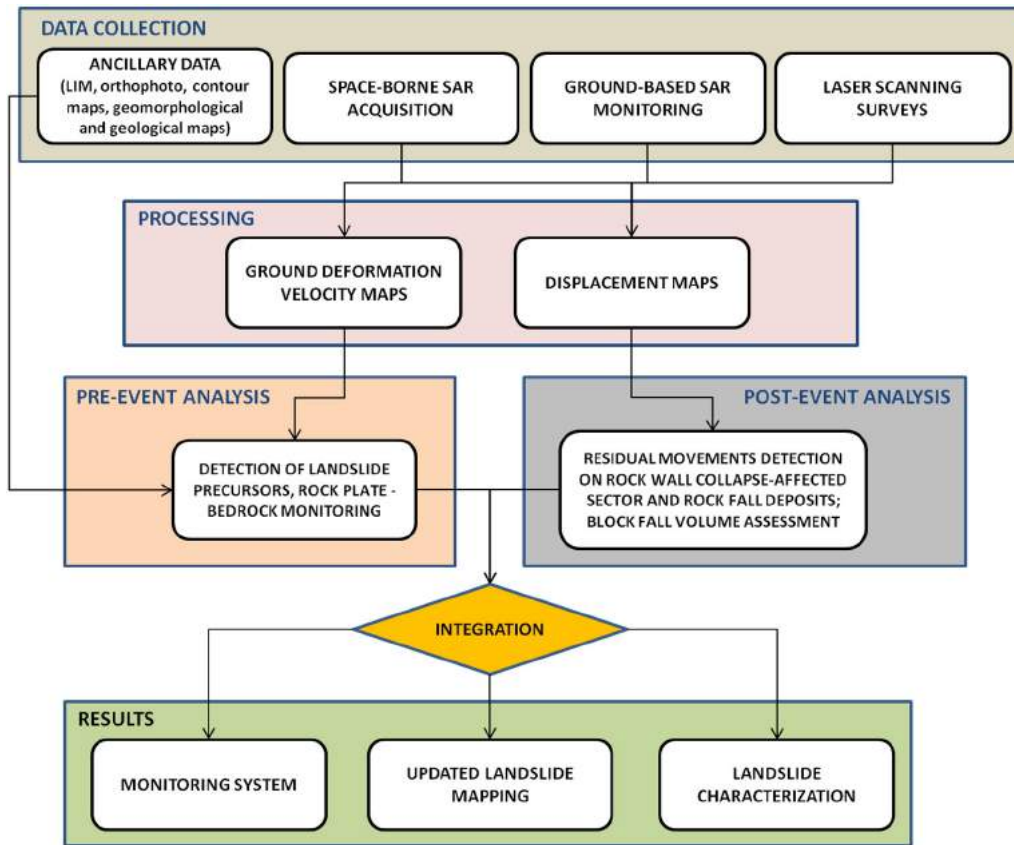 DATA COLLECTION
ANCILLARY DATA
(LIM, orthophoto, contour
maps, geomorphological
and geological maps)
SPACE-BORNE SAR
ACQUISITION
GROUND-BASED SAR
MONITORING
LASER SCANNING
SURVEYS
PROCESSING
GROUND DEFORMATION
VELOCITY MAPS
DISPLACEMENT MAPS
PRE-EVENT ANALYSIS
DETECTION OF LANDSLIDE
PRECURSORS, ROCK PLATE -
BEDROCK MONITORING
POST-EVENT ANALYSIS
RESIDUAL MOVEMENTS DETECTION
ON ROCK WALL COLLAPSE-AFFECTED
SECTOR AND ROCK FALL DEPOSITS;
BLOCK FALL VOLUME ASSESSMENT
INTEGRATION
RESULTS
MONITORING SYSTEM
UPDATED LANDSLIDE
MAPPING
LANDSLIDE
CHARACTERIZATION